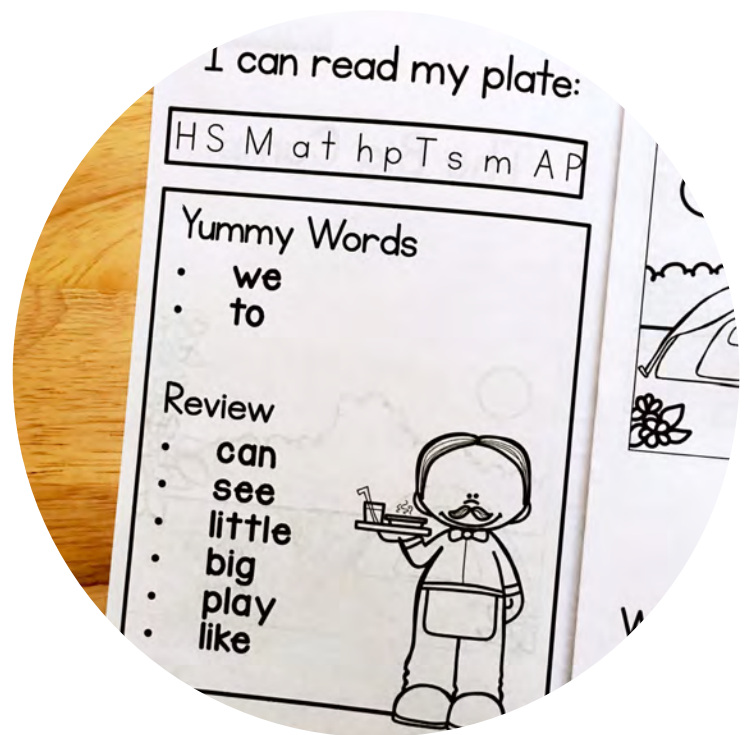 I can read my plate:
H S M a t h p T s m A P
Yummy Words
• we
• to
Review
• can
• see
• little
• big
• play
• like